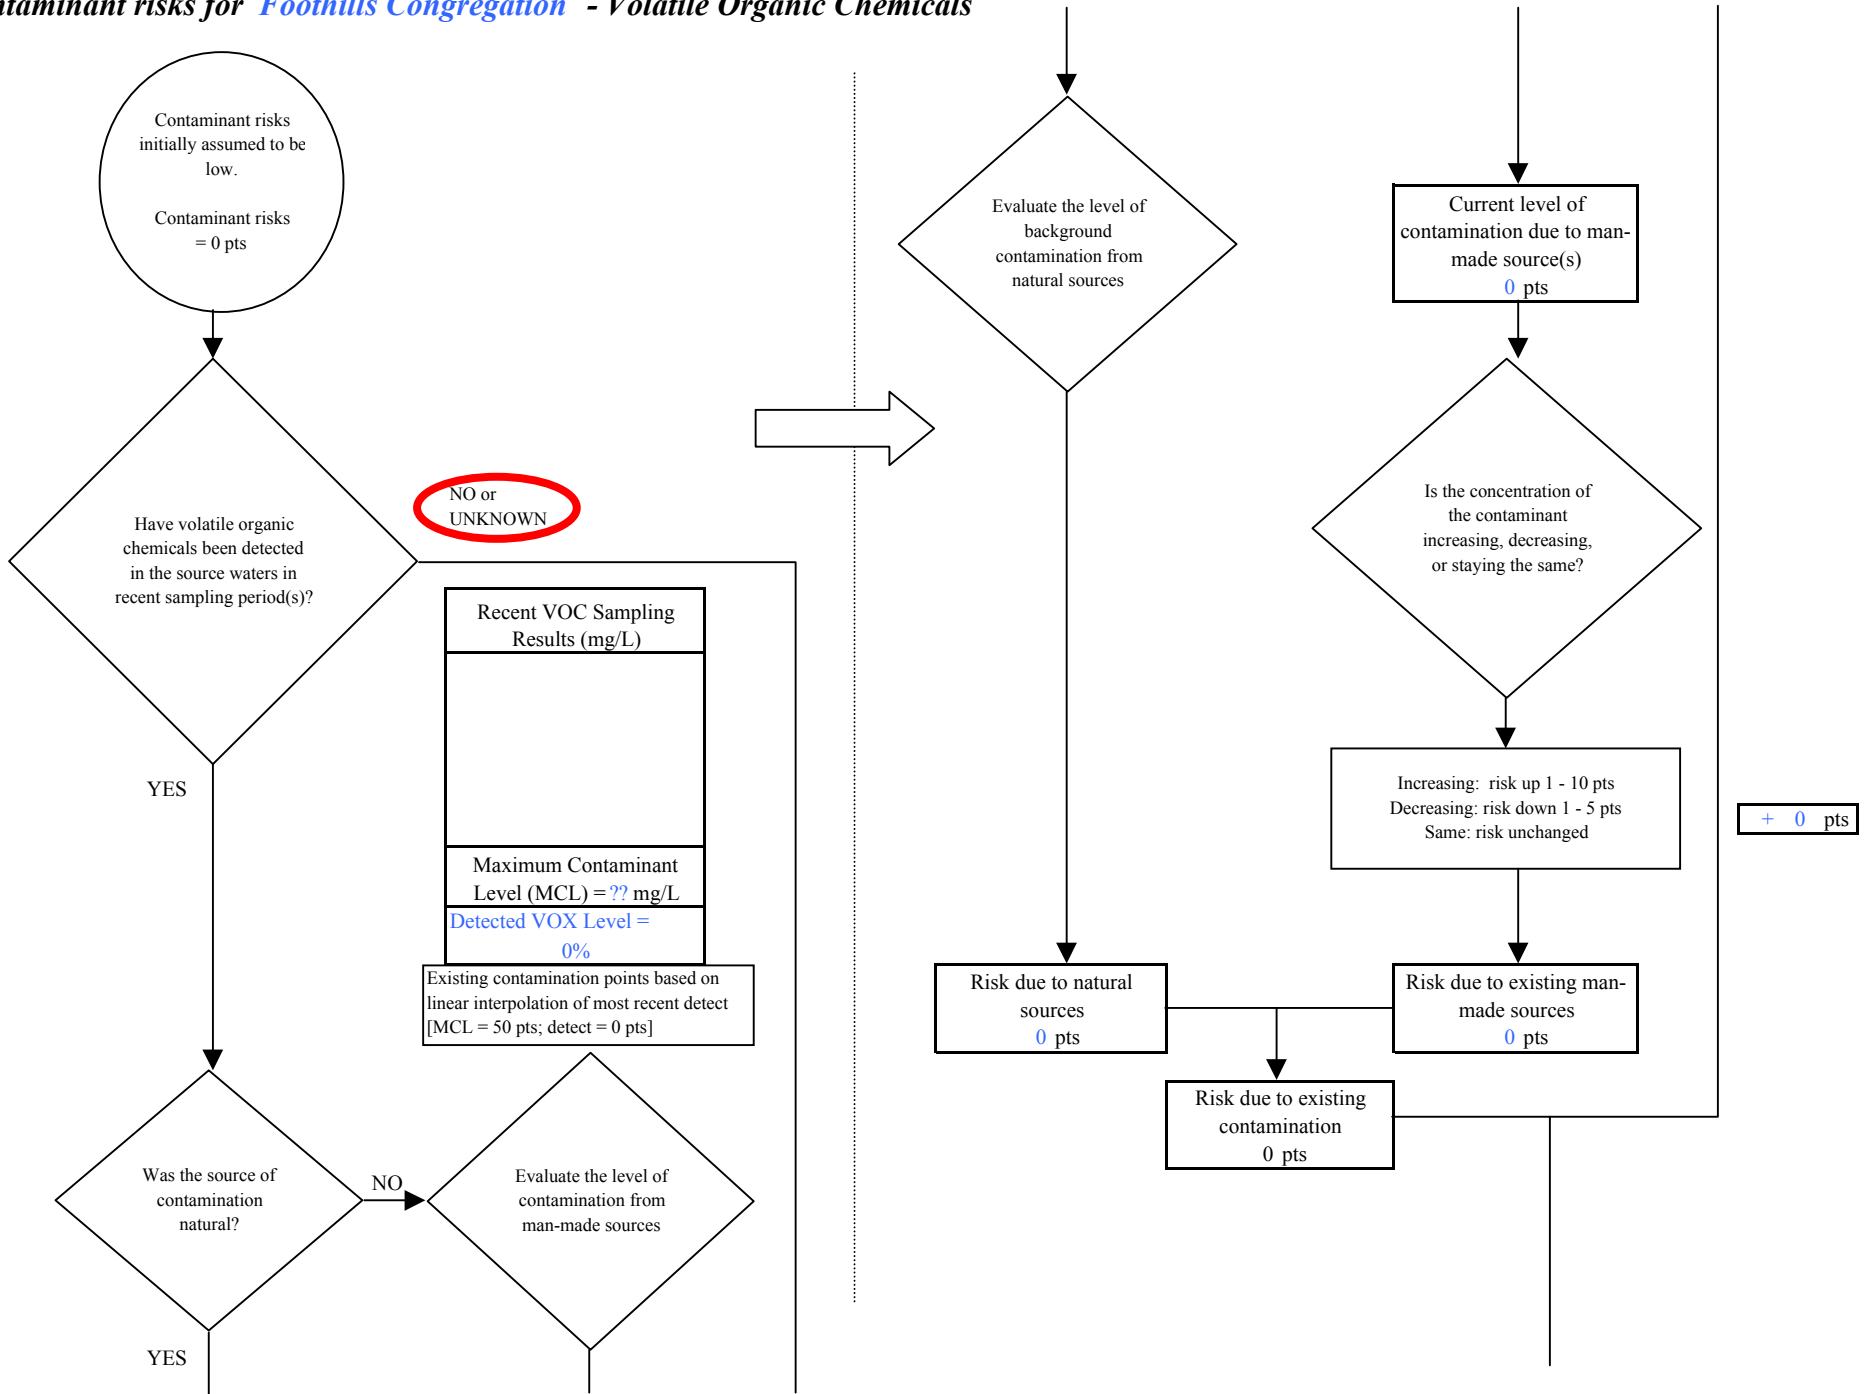 ntaminant risks for Foothills Congregation - Volatile Organic Chemicals
Contaminant risks
initially assumed to be
low.
Contaminant risks
= 0 pts
Have volatile organic
chemicals been detected
in the source waters in
recent sampling period(s)?
NO or
UNKNOWN
YES
Recent VOC Sampling
Results (mg/L)
Maximum Contaminant
Level (MCL) = ?? mg/L
Detected VOX Level =
0%
Existing contamination points based on
linear interpolation of most recent detect
[MCL = 50 pts; detect = 0 pts]
Was the source of
contamination
natural?
NO
Evaluate the level of
contamination from
man-made sources
YES
Evaluate the level of
background
contamination from
natural sources
Current level of
contamination due to man-
made source(s)
0 pts
Is the concentration of
the contaminant
increasing, decreasing,
or staying the same?
Increasing: risk up 1 - 10 pts
Decreasing: risk down 1 - 5 pts
Same: risk unchanged
+ 0 pts
Risk due to natural
sources
0 pts
Risk due to existing man-
made sources
0 pts
Risk due to existing
contamination
0 pts